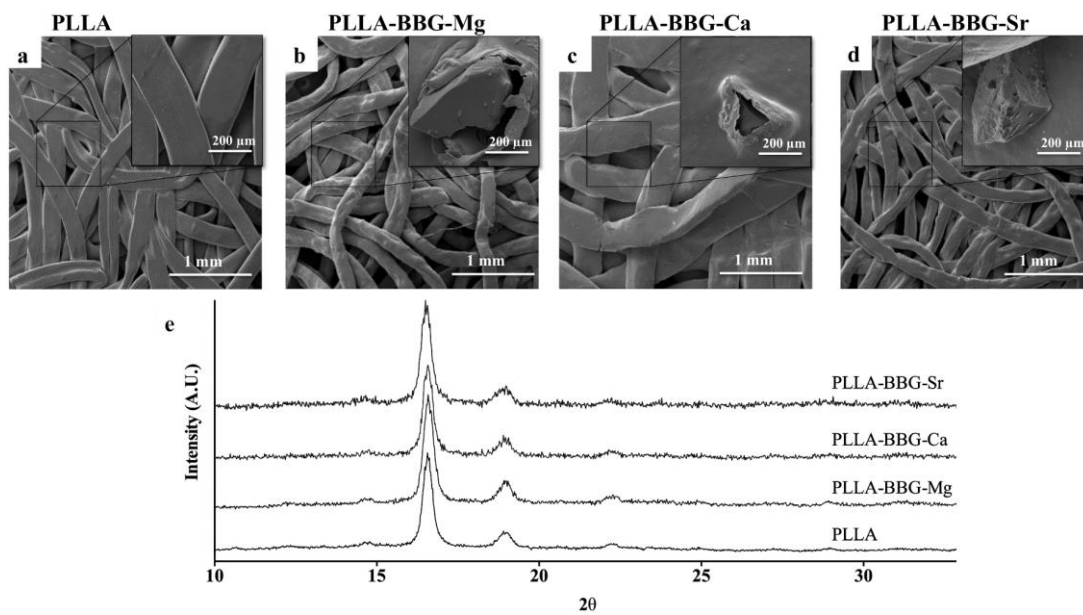 PLLA PLLA-BBG-Mg PLLA-BBG-Ca PLLA-BBG-Sr
a b c d
200 µm 200 µm 200 µm 200 µm
1 mm 1 mm 1 mm 1 mm
e
Intensity (A.U.)
PLLA-BBG-Sr
PLLA-BBG-Ca
PLLA-BBG-Mg
PLLA
10 15 20 25 30
2θ